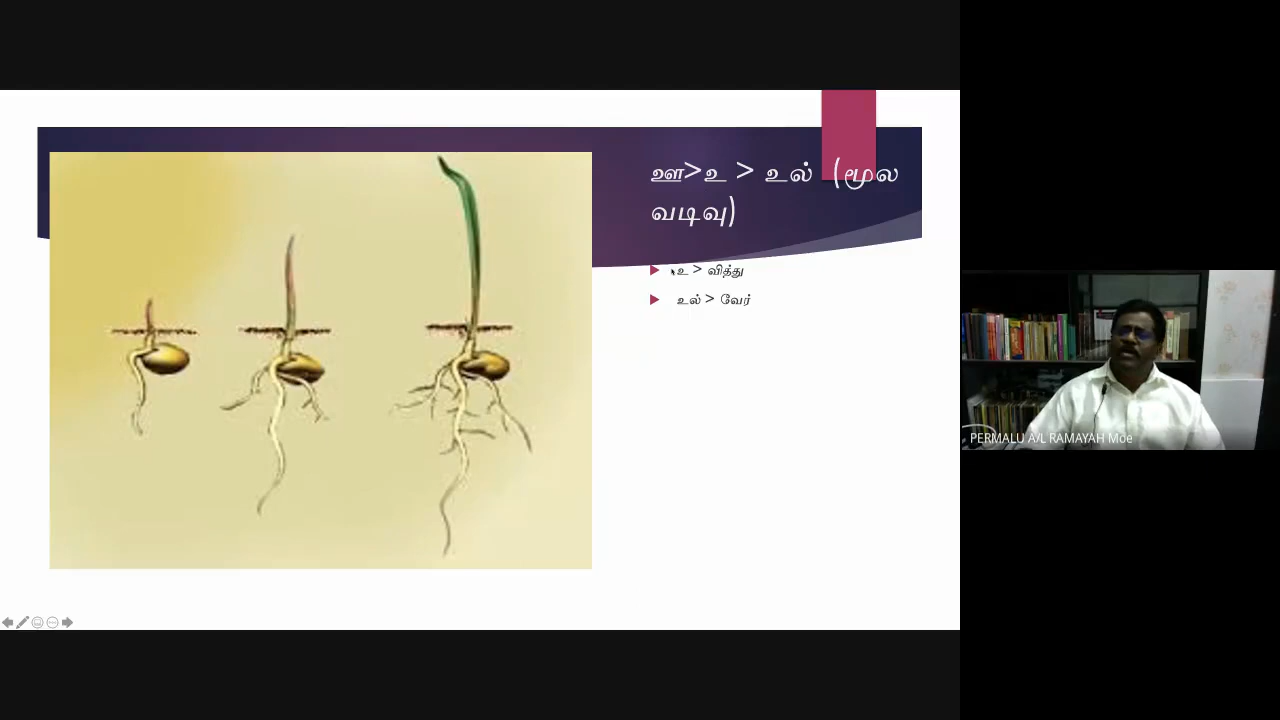 ஊ>உ > உல் (மூல
வடிவு)
உ > வித்து
உல் > வேர்
PERMALU A/L RAMAYAH Moe